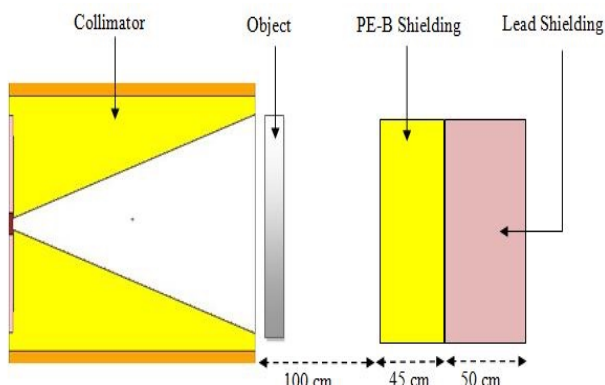 Collimator
Object
PE-B Shielding
Lead Shielding
100 cm
45 cm
50 cm